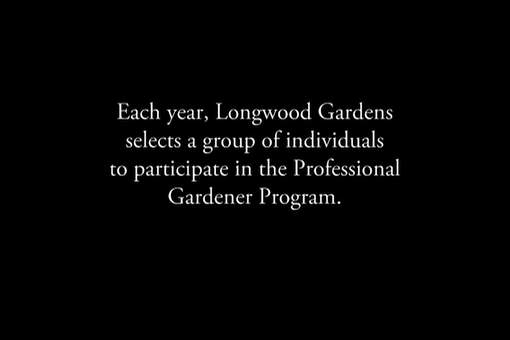 Each year, Longwood Gardens
selects a group of individuals
to participate in the Professional
Gardener Program.